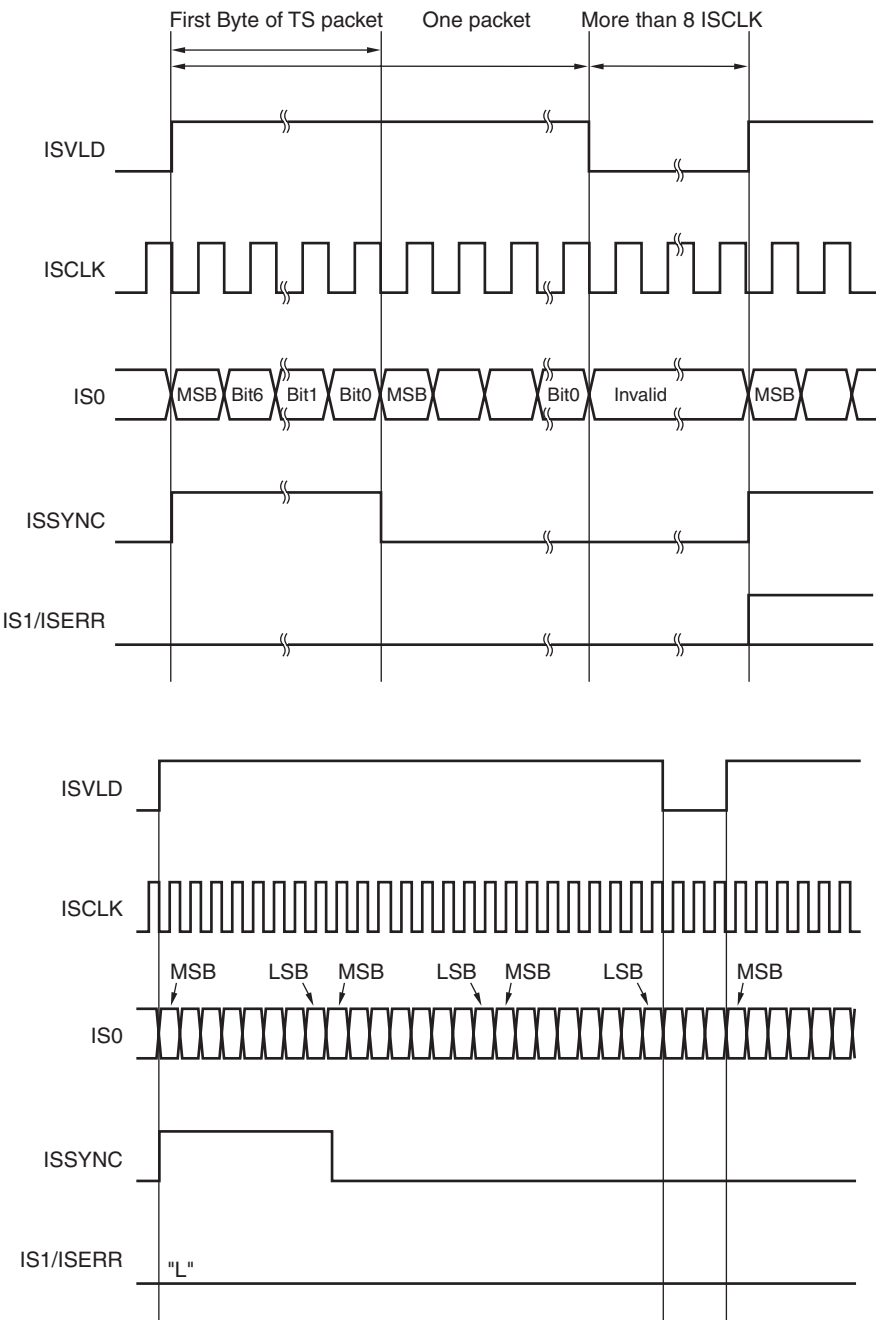 First Byte of TS packet One packet More than 8 ISCLK
ISVLD
ISCLK
IS0 MSB Bit6 Bit1 Bit0 MSB Bit0 Invalid MSB
ISSYNC
IS1/ISERR
ISVLD
ISCLK
MSB LSB MSB LSB MSB LSB MSB
IS0
ISSYNC
IS1/ISERR "L"